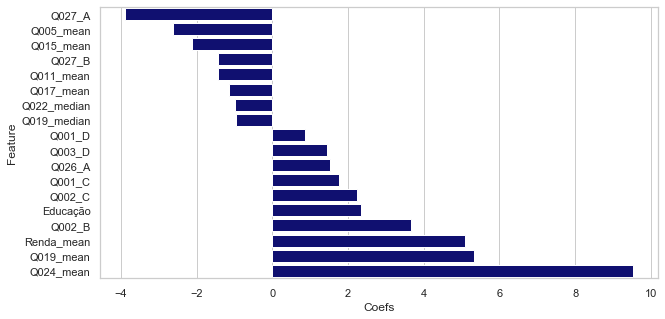 Q027_A
Q005_mean
Q015_mean
Q027_B
Q011_mean
Q017_mean
Q022_median
Q019_median
Q001_D
Q003_D
Q026_A
Q001_C
Q002_C
Educação
Q002_B
Renda_mean
Q019_mean
Q024_mean
Feature
−4 −2 0 2 4 6 8 10
Coefs